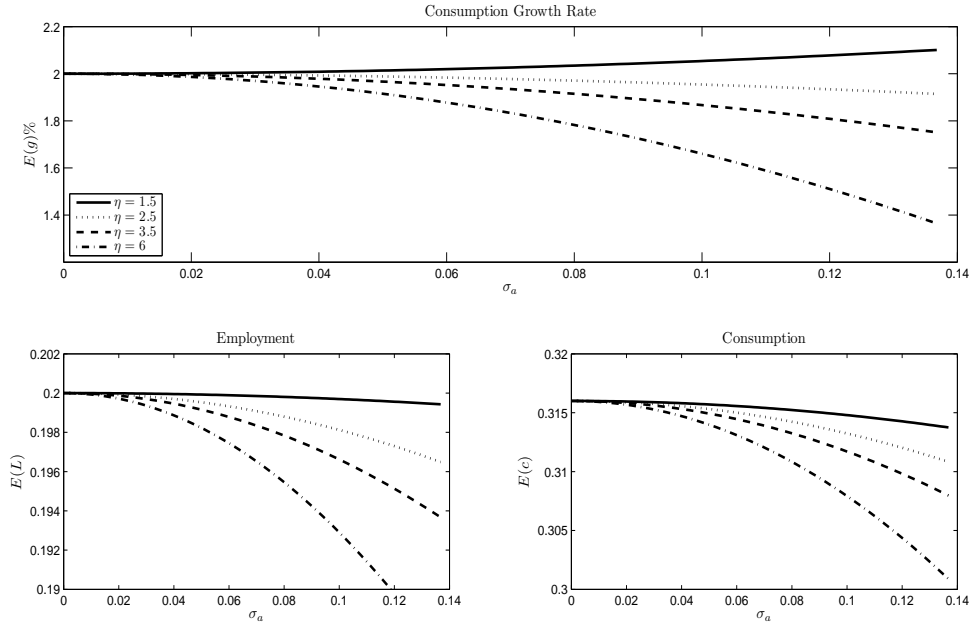 Consumption Growth Rate
2.2
2
1.8
1.6
1.4
E(g)%
η = 1.5
η = 2.5
η = 3.5
η = 6
0 0.02 0.04 0.06 0.08 0.1 0.12 0.14
σa
Employment
0.202
0.2
0.198
0.196
0.194
0.192
0.19
E(L)
0 0.02 0.04 0.06 0.08 0.1 0.12 0.14
σa
Consumption
0.32
0.315
0.31
0.305
0.3
E(c)
0 0.02 0.04 0.06 0.08 0.1 0.12 0.14
σa